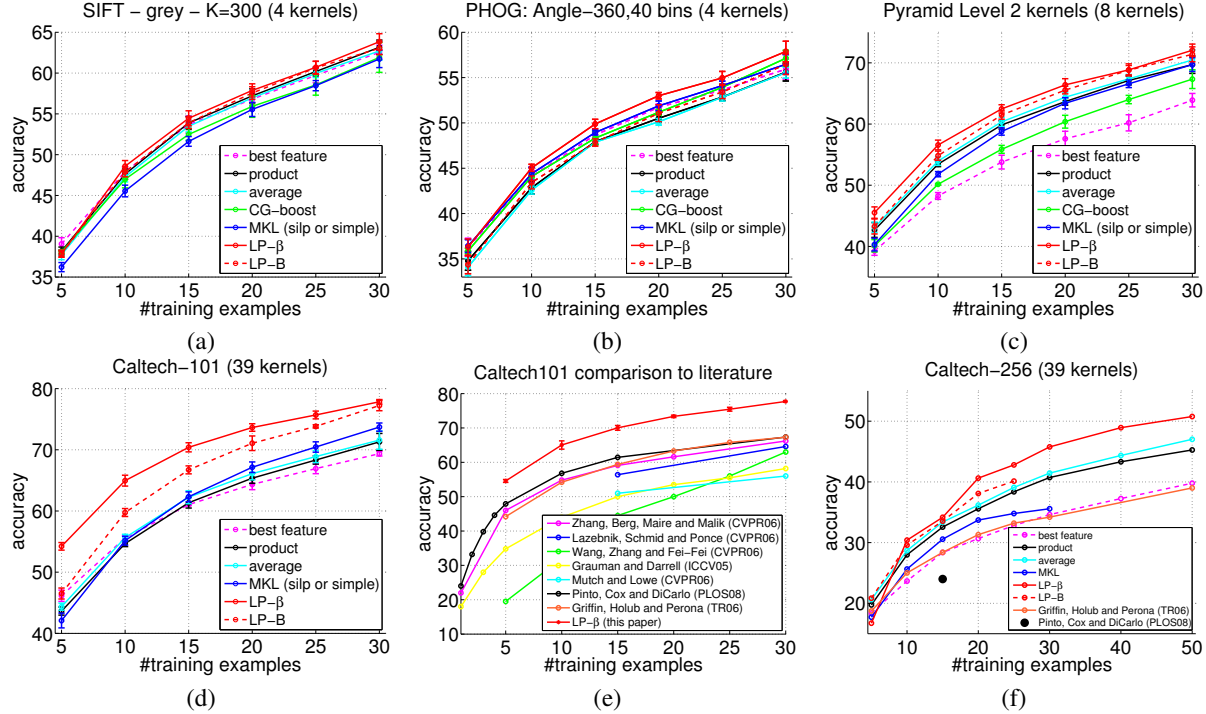 SIFT − grey − K=300 (4 kernels)
65
60
55
50
45
40
35
accuracy
5 10 15 20 25 30
#training examples
best feature
product
average
CG−boost
MKL (silp or simple)
LP−β
LP−B
(a)
PHOG: Angle−360,40 bins (4 kernels)
60
55
50
45
40
35
accuracy
5 10 15 20 25 30
#training examples
best feature
product
average
CG−boost
MKL (silp or simple)
LP−β
LP−B
(b)
Pyramid Level 2 kernels (8 kernels)
70
60
50
40
accuracy
5 10 15 20 25 30
#training examples
best feature
product
average
CG−boost
MKL (silp or simple)
LP−β
LP−B
(c)
Caltech−101 (39 kernels)
80
70
60
50
40
accuracy
5 10 15 20 25 30
#training examples
best feature
product
average
MKL (silp or simple)
LP−β
LP−B
(d)
Caltech101 comparison to literature
80
70
60
50
40
30
20
10
accuracy
5 10 15 20 25 30
#training examples
Zhang, Berg, Maire and Malik (CVPR06)
Lazebnik, Schmid and Ponce (CVPR06)
Wang, Zhang and Fei−Fei (CVPR06)
Grauman and Darrell (ICCV05)
Mutch and Lowe (CVPR06)
Pinto, Cox and DiCarlo (PLOS08)
Griffin, Holub and Perona (TR06)
LP−β (this paper)
(e)
Caltech−256 (39 kernels)
50
40
30
20
accuracy
10 20 30 40 50
#training examples
best feature
product
average
MKL
LP−β
LP−B
Griffin, Holub and Perona (TR06)
Pinto, Cox and DiCarlo (PLOS08)
(f)